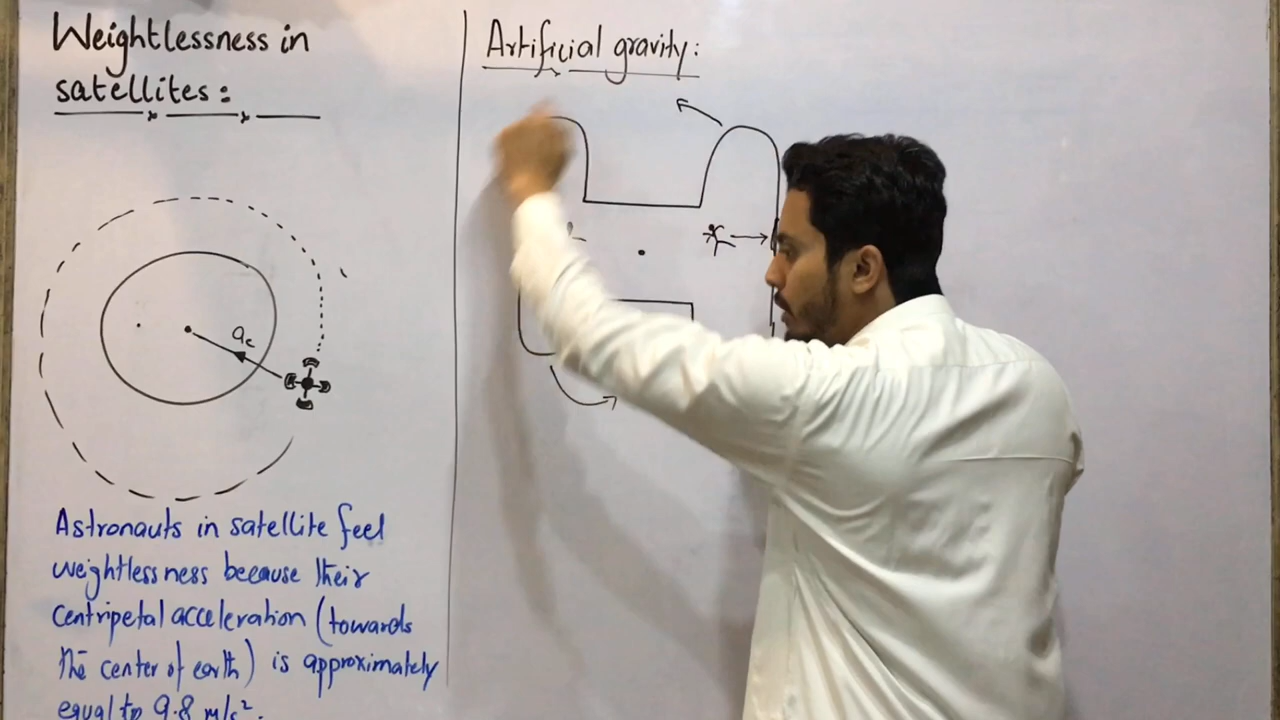 Weightlessness in
satellites:
ac
Astronauts in satellite feel
weightlessness because their
centripetal acceleration (towards
the center of earth) is approximately
equal to 9.8 m/s².
Artificial gravity: